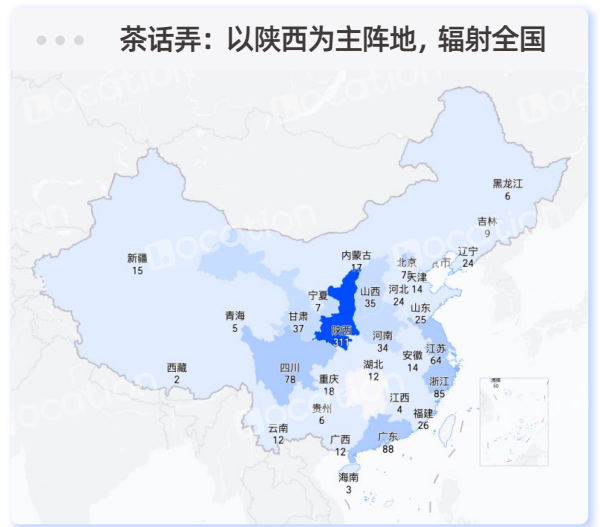 茶话弄：以陕西为主阵地，辐射全国
Location
黑龙江
6
吉林
9
辽宁
24
内蒙古
17
新疆
15
北京
天津
14
河北
24
山西
35
宁夏
7
山东
25
青海
5
甘肃
37
陕西
311
河南
34
江苏
64
安徽
14
西藏
2
四川
78
重庆
18
湖北
12
浙江
85
江西
4
贵州
6
福建
26
云南
12
广西
12
广东
88
海南
3